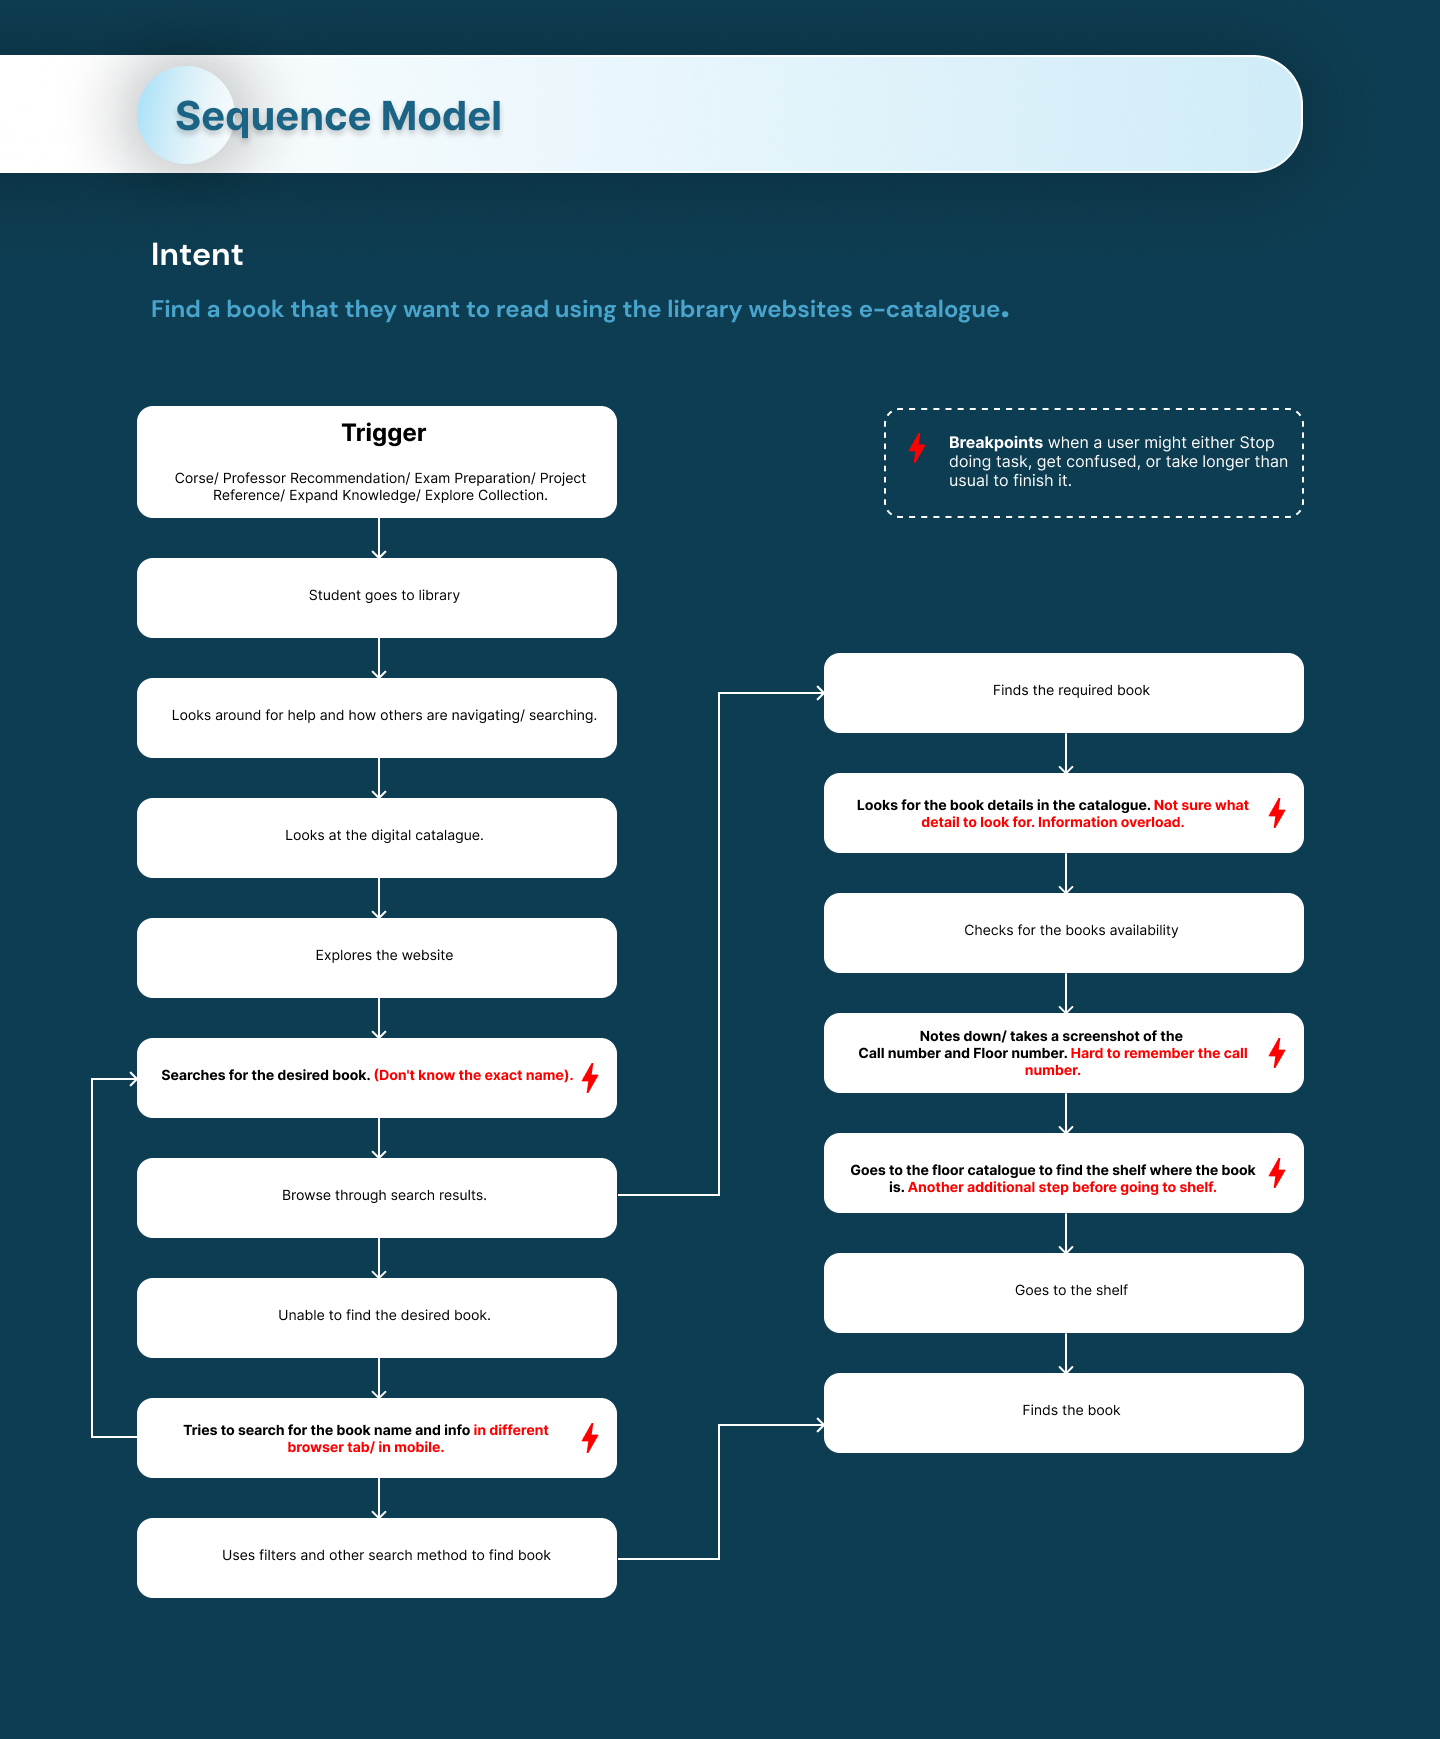 Sequence Model
Intent
Find a book that they want to read using the library websites e-catalogue.
Trigger
Corse/ Professor Recommendation/ Exam Preparation/ Project
Reference/ Expand Knowledge/ Explore Collection.
Breakpoints when a user might either Stop
doing task, get confused, or take longer than
usual to finish it.
Student goes to library
Looks around for help and how others are navigating/ searching.
Looks at the digital catalague.
Explores the website
Searches for the desired book. (Don't know the exact name).
Browse through search results.
Unable to find the desired book.
Tries to search for the book name and info in different
browser tab/ in mobile.
Uses filters and other search method to find book
Finds the required book
Looks for the book details in the catalogue. Not sure what
detail to look for. Information overload.
Checks for the books availability
Notes down/ takes a screenshot of the
Call number and Floor number. Hard to remember the call
number.
Goes to the floor catalogue to find the shelf where the book
is. Another additional step before going to shelf.
Goes to the shelf
Finds the book